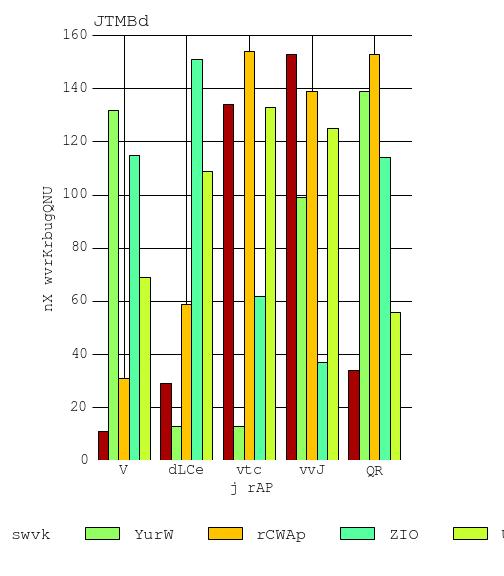 JTMBd
160
140
120
100
80
60
40
20
0
nX wvrKrbugQNU
V dLCe vtc vvJ QR
j rAP
swvk YurW rCWAp ZIO